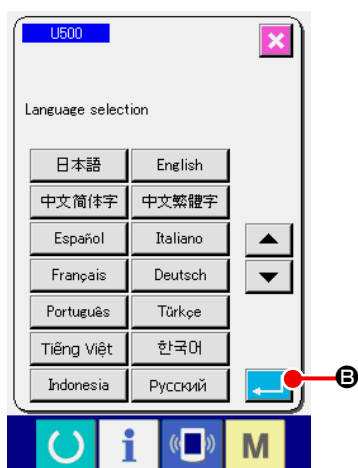 U500
Language selection
日本語 English
中文简体字 中文繁體字
Español Italiano
Français Deutsch
Português Türkçe
Tiếng Việt 한국어
Indonesia Русский
B
M